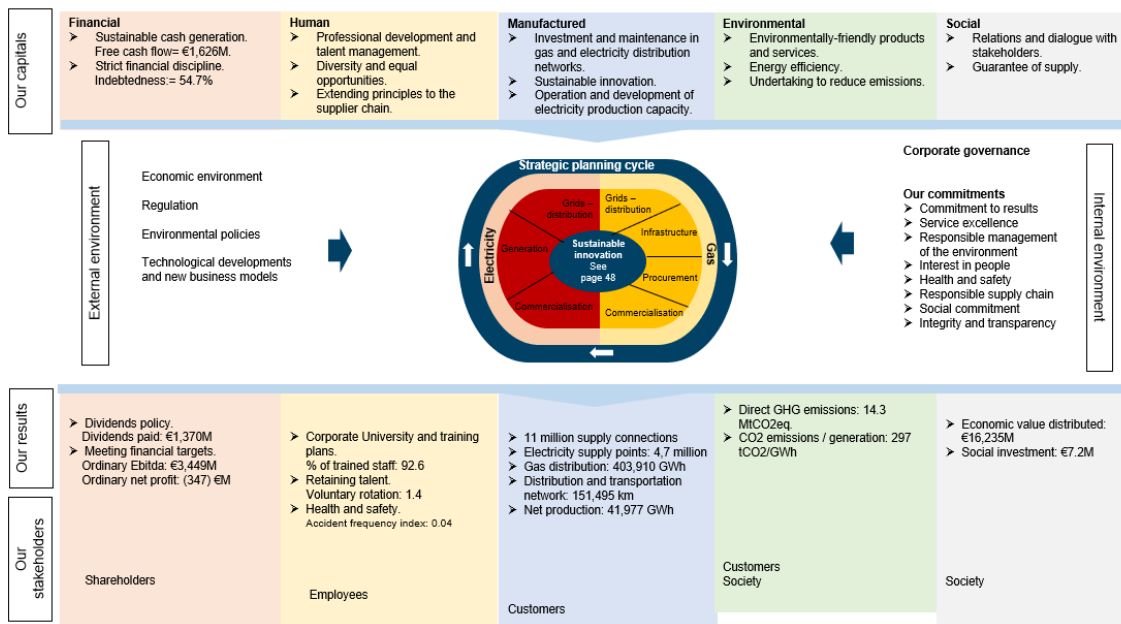 Our capitals
Financial
➢ Sustainable cash generation.
Free cash flow= €1,626M.
➢ Strict financial discipline.
Indebtedness:= 54.7%
Human
➢ Professional development and
talent management.
➢ Diversity and equal
opportunities.
➢ Extending principles to the
supplier chain.
Manufactured
➢ Investment and maintenance in
gas and electricity distribution
networks.
➢ Sustainable innovation.
➢ Operation and development of
electricity production capacity.
Environmental
➢ Environmentally-friendly products
and services.
➢ Energy efficiency.
➢ Undertaking to reduce emissions.
Social
➢ Relations and dialogue with
stakeholders.
➢ Guarantee of supply.
External environment
Economic environment
Regulation
Environmental policies
Technological developments
and new business models
Strategic planning cycle
Electricity
Grids –
distribution
Generation
Commercialisation
Sustainable
innovation
See
page 48
Grids –
distribution
Infrastructure
Procurement
Commercialisation
Gas
Corporate governance
Our commitments
➢ Commitment to results
➢ Service excellence
➢ Responsible management
of the environment
➢ Interest in people
➢ Health and safety
➢ Responsible supply chain
➢ Social commitment
➢ Integrity and transparency
Internal environment
Our results
➢ Dividends policy.
Dividends paid: €1,370M
➢ Meeting financial targets.
Ordinary Ebitda: €3,449M
Ordinary net profit: (347) €M
➢ Corporate University and training
plans.
% of trained staff: 92.6
➢ Retaining talent.
Voluntary rotation: 1.4
➢ Health and safety.
Accident frequency index: 0.04
➢ 11 million supply connections
➢ Electricity supply points: 4,7 million
➢ Gas distribution: 403,910 GWh
➢ Distribution and transportation
network: 151,495 km
➢ Net production: 41,977 GWh
➢ Direct GHG emissions: 14.3
MtCO2eq.
➢ CO2 emissions / generation: 297
tCO2/GWh
➢ Economic value distributed:
€16,235M
➢ Social investment: €7.2M
Our
stakeholders
Shareholders
Employees
Customers
Customers
Society
Society